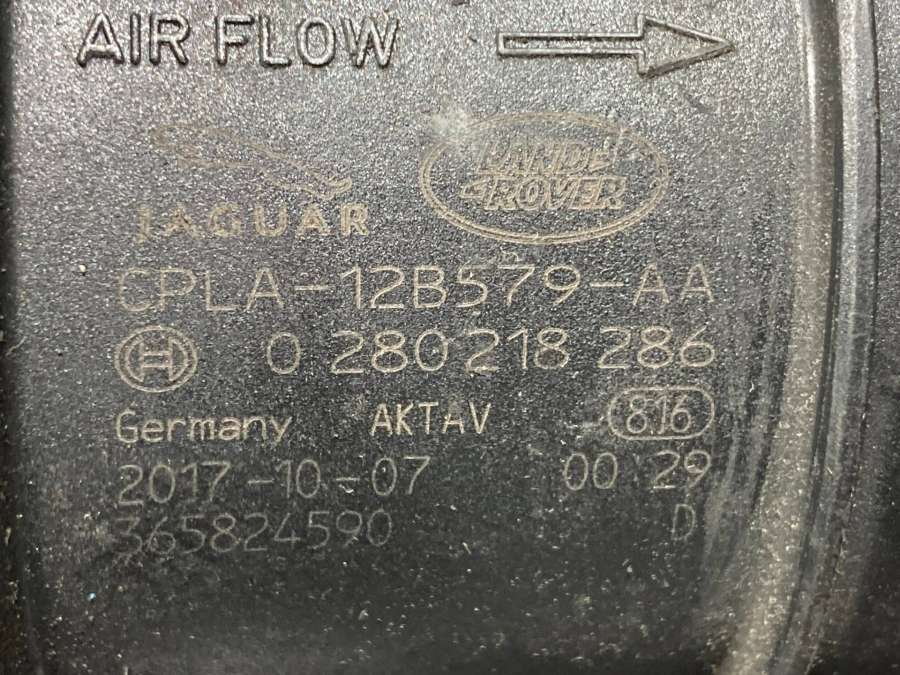 AIR FLOW
JAGUAR
LAND
ROVER
CPLA-12B579-AA
0 280 218 286
Germany AKTAV 816
2017-10-07 00 29
365824590 D